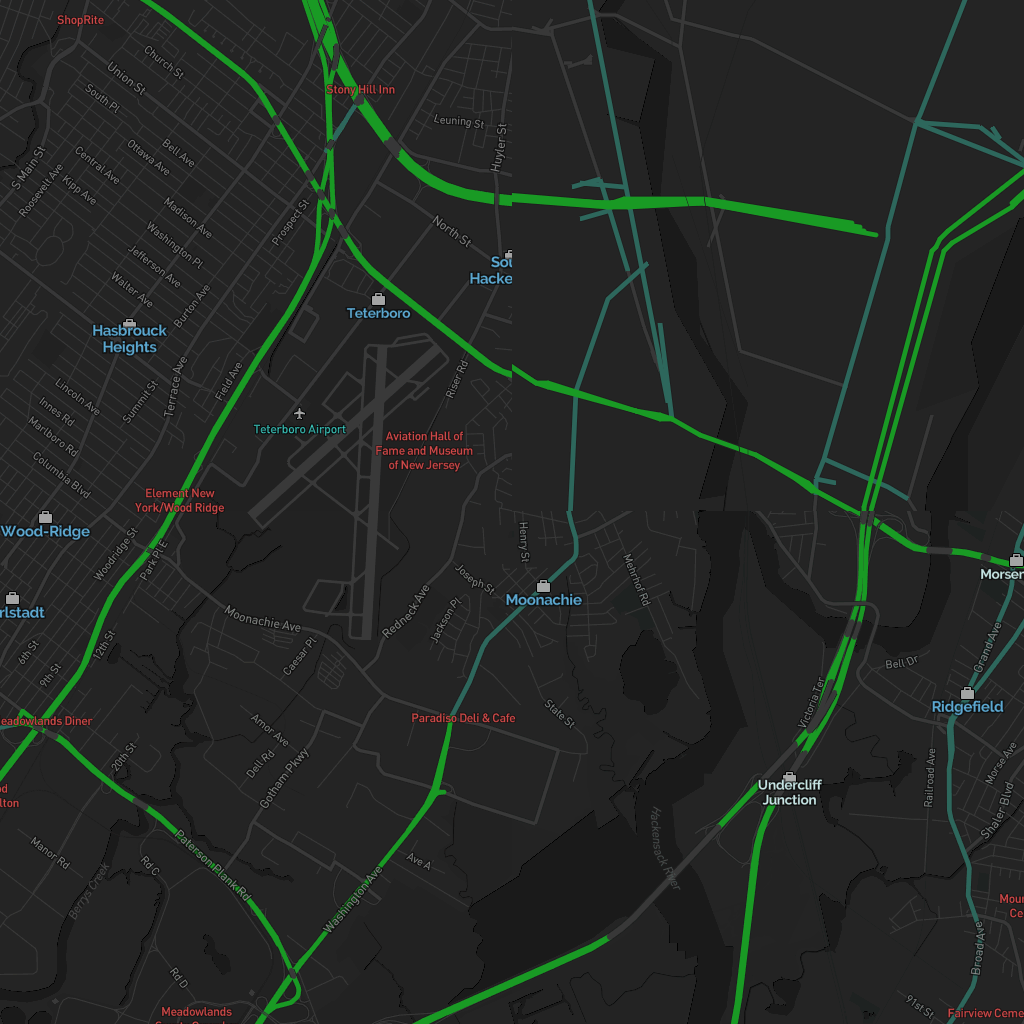 ShopRite
Church St
Union St
South Pl
Stony Hill Inn
Leuning St
Huyler St
S Main St
Roosevelt Ave
Central Ave
Ottawa Ave
Bell Ave
Kipp Ave
Madison Ave
Prospect St
Washington Pl
North St
Jefferson Ave
Walter Ave
Burton Ave
Teterboro
Hasbrouck
Heights
Terrace Ave
Field Ave
Riser Rd
Lincoln Ave
Summit St
Innes Rd
Marlboro Rd
Teterboro Airport
Aviation Hall of
Fame and Museum
of New Jersey
Columbia Blvd
Element New
York/Wood Ridge
Wood-Ridge
Woodridge St
Park Pl E
Henry St
Mehrhof Rd
Joseph St
Moonachie
Redneck Ave
Jackson Pl
Moonachie Ave
Caesar Pl
6th St
9th St
12th St
Bell Dr
Grand Ave
Victoria Ter
Ridgefield
State St
Paradiso Deli & Cafe
Amor Ave
Dell Rd
Gotham Pkwy
20th St
Railroad Ave
Morse Ave
Shaler Blvd
Undercliff
Junction
Manor Rd
Rd C
Paterson Plank Rd
Berrys Creek
Ave A
Washington Ave
Hackensack River
Broad Ave
Rd D
91st St
Meadowlands